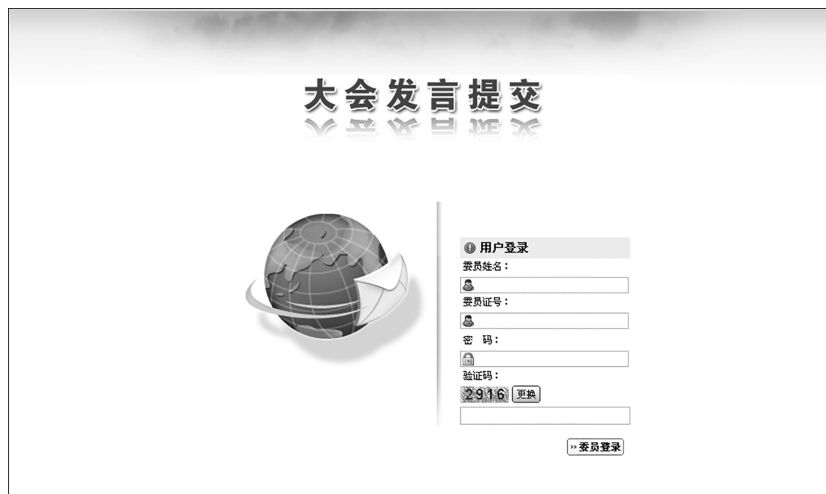 大会发言提交
用户登录
委员姓名：
委员证号：
密 码：
验证码：
2916 更换
委员登录